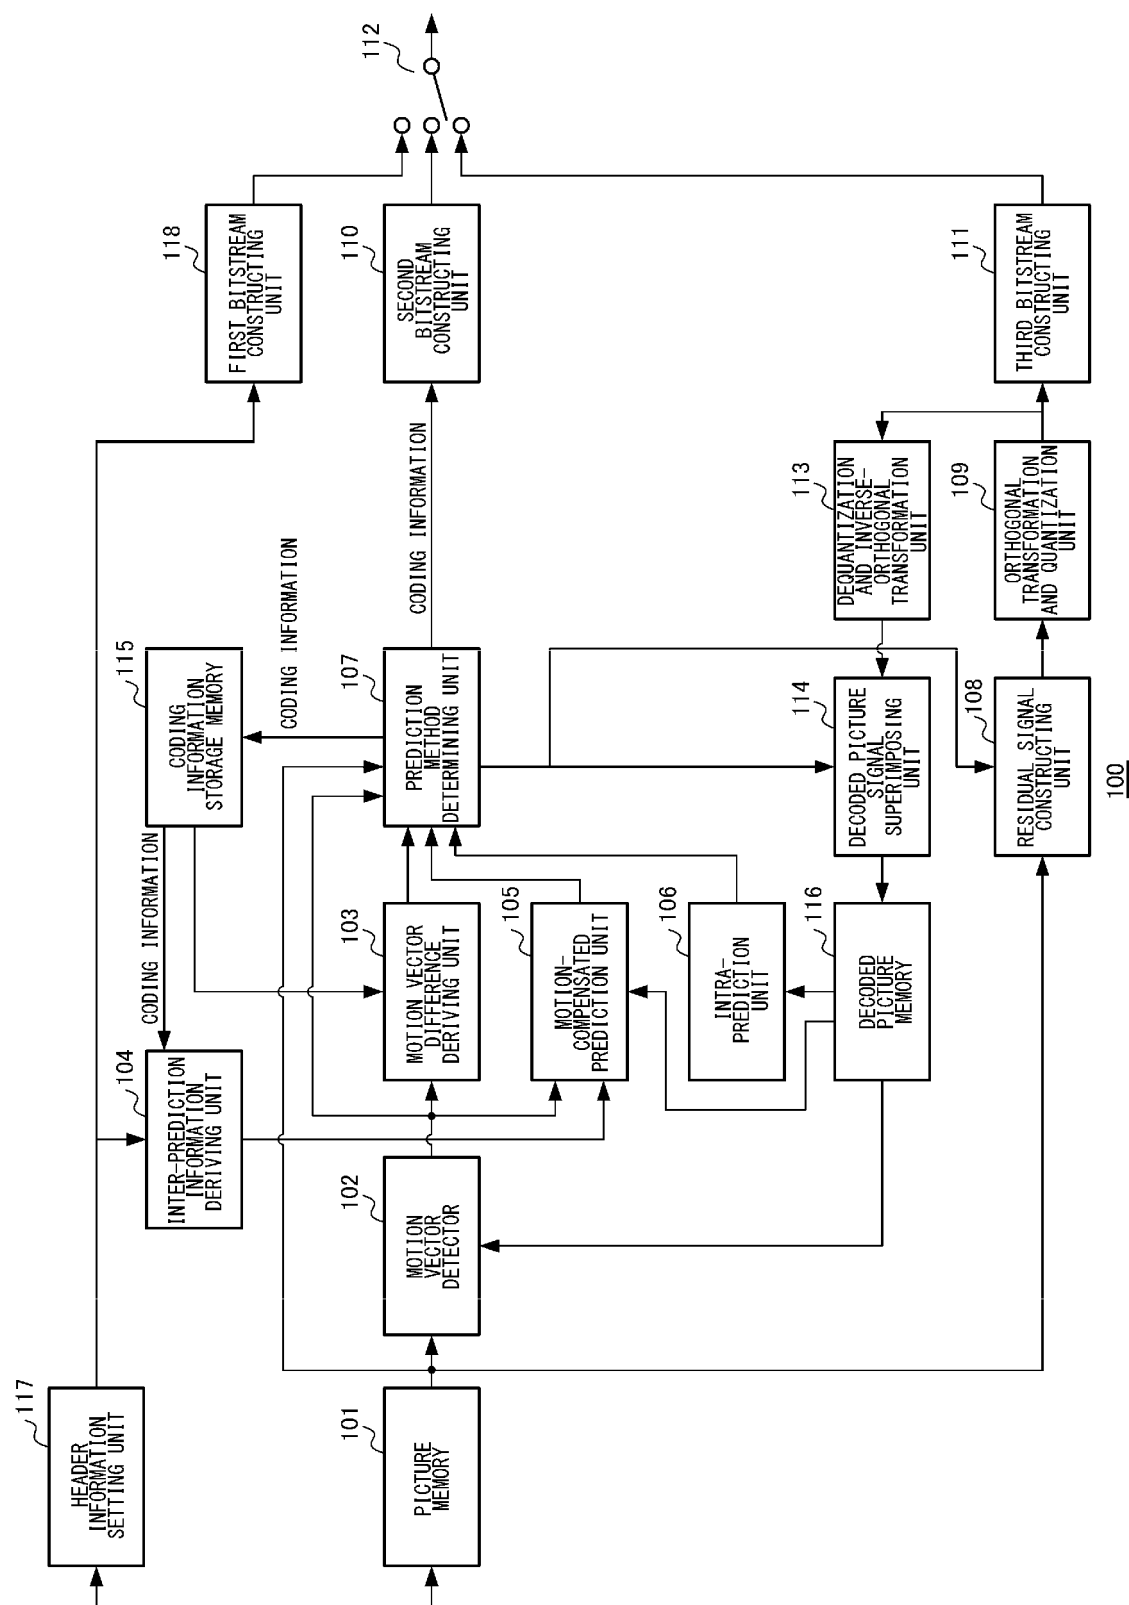 117
HEADER
INFORMATION
SETTING UNIT
104
INTER-PREDICTION
INFORMATION
DERIVING UNIT
CODING INFORMATION
115
CODING
INFORMATION
STORAGE MEMORY
CODING INFORMATION
118
FIRST BITSTREAM
CONSTRUCTING
UNIT
112
101
PICTURE
MEMORY
102
MOTION
VECTOR
DETECTOR
103
MOTION VECTOR
DIFFERENCE
DERIVING UNIT
107
PREDICTION
METHOD
DETERMINING UNIT
CODING INFORMATION
110
SECOND
BITSTREAM
CONSTRUCTING
UNIT
105
MOTION-
COMPENSATED
PREDICTION UNIT
106
INTRA-
PREDICTION
UNIT
116
DECODED
PICTURE
MEMORY
114
DECODED PICTURE
SIGNAL
SUPERIMPOSING
UNIT
113
DEQUANTIZATION
AND INVERSE-
ORTHOGONAL
TRANSFORMATION
UNIT
108
RESIDUAL SIGNAL
CONSTRUCTING
UNIT
109
ORTHOGONAL
TRANSFORMATION
AND QUANTIZATION
UNIT
111
THIRD BITSTREAM
CONSTRUCTING
UNIT
100